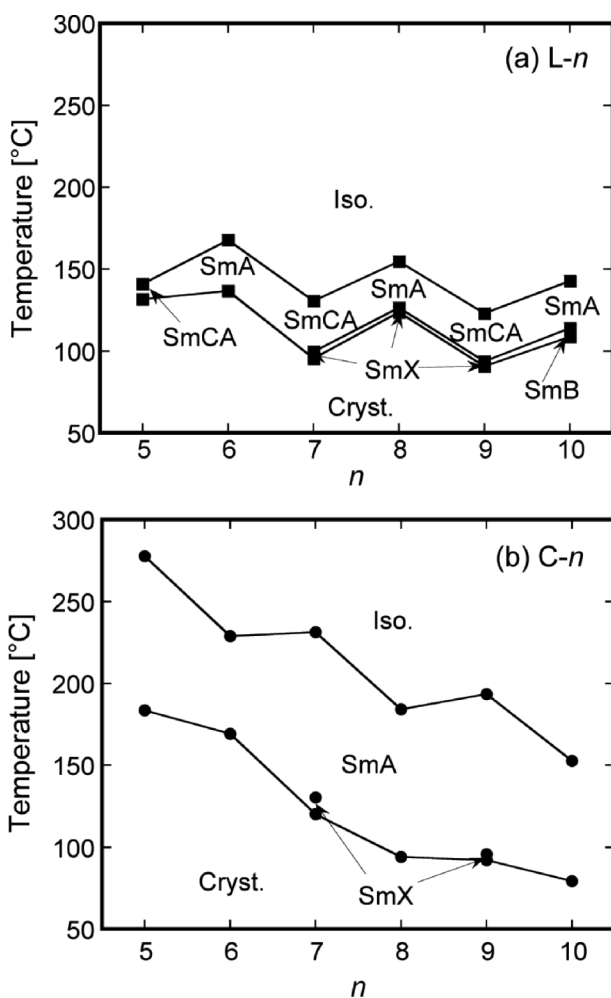 300
(a) L-n
250
Temperature [°C]
200
Iso.
150
SmA
SmA
SmA
SmCA
SmCA
SmCA
100
SmX
SmB
Cryst.
50
5 6 7 8 9 10
n
300
(b) C-n
250
Iso.
Temperature [°C]
200
150
SmA
100
Cryst.
SmX
50
5 6 7 8 9 10
n